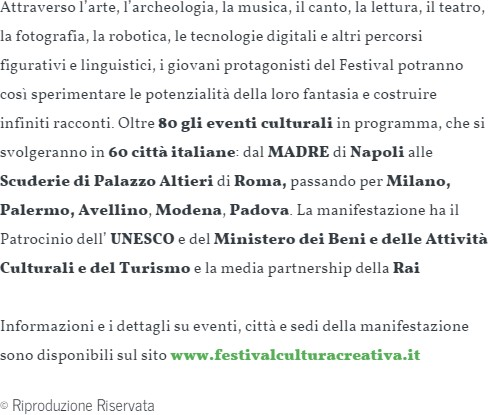 Attraverso l'arte, l'archeologia, la musica, il canto, la lettura, il teatro,
la fotografia, la robotica, le tecnologie digitali e altri percorsi
figurativi e linguistici, i giovani protagonisti del Festival potranno
così sperimentare le potenzialità della loro fantasia e costruire
infiniti racconti. Oltre 80 gli eventi culturali in programma, che si
svolgeranno in 60 città italiane: dal MADRE di Napoli alle
Scuderie di Palazzo Altieri di Roma, passando per Milano,
Palermo, Avellino, Modena, Padova. La manifestazione ha il
Patrocinio dell' UNESCO e del Ministero dei Beni e delle Attività
Culturali e del Turismo e la media partnership della Rai
Informazioni e i dettagli su eventi, città e sedi della manifestazione
sono disponibili sul sito www.festivalculturacreativa.it
© Riproduzione Riservata